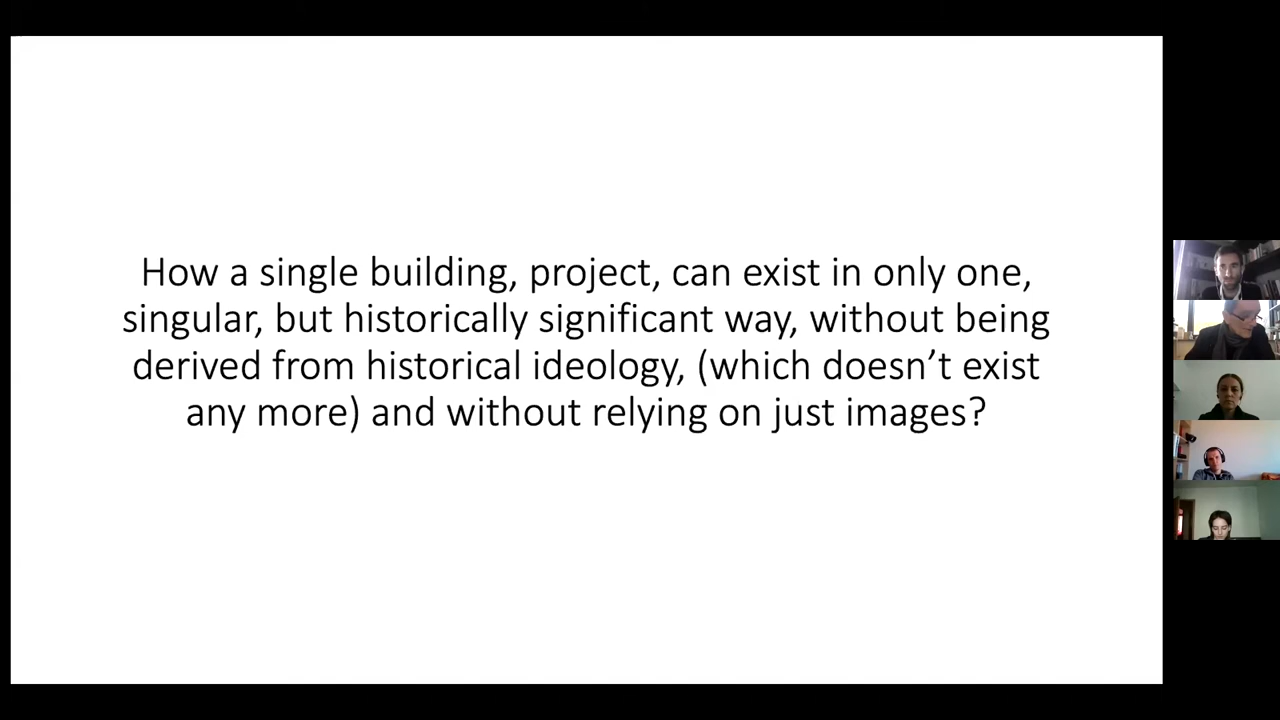 How a single building, project, can exist in only one,
singular, but historically significant way, without being
derived from historical ideology, (which doesn’t exist
any more) and without relying on just images?